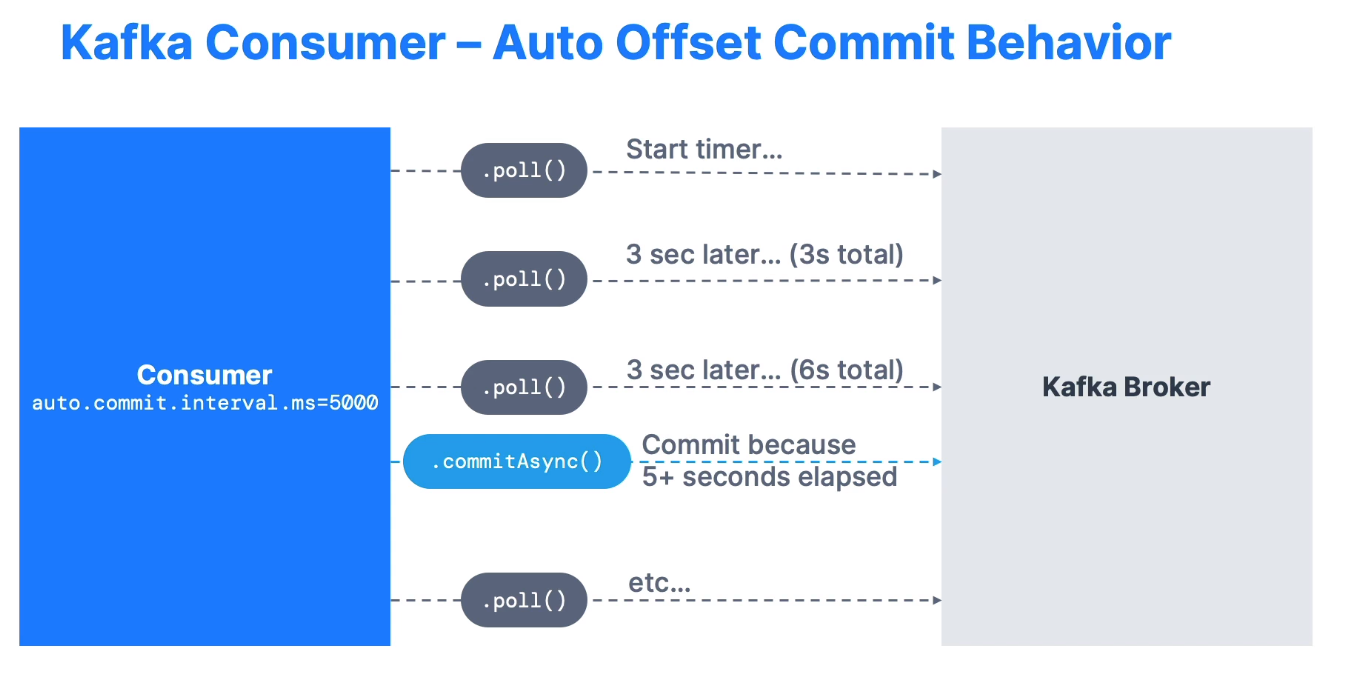 Kafka Consumer – Auto Offset Commit Behavior
.poll()
Start timer...
.poll()
3 sec later... (3s total)
Consumer
auto.commit.interval.ms=5000
.poll()
3 sec later... (6s total)
Kafka Broker
.commitAsync()
Commit because
5+ seconds elapsed
.poll()
etc...